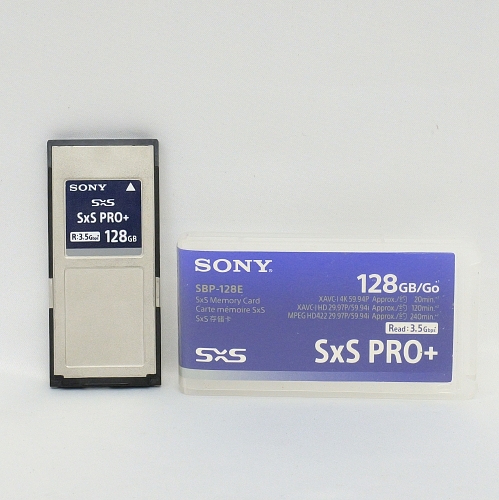 SONY
SxS
SxS PRO+
R:3.5Gbps 128GB
SONY
128GB/Go
SBP-128E
SxS Memory Card
Carte mémoire SxS
SxS 存储卡
XAVC-I 4K 59.94P Approx./约 20min.
XAVC-I HD 29.97P/59.94i Approx./约 120min.
MPEG HD422 29.97P/59.94i Approx./约 240min.
Read: 3.5Gbps
SxS
SxS PRO+